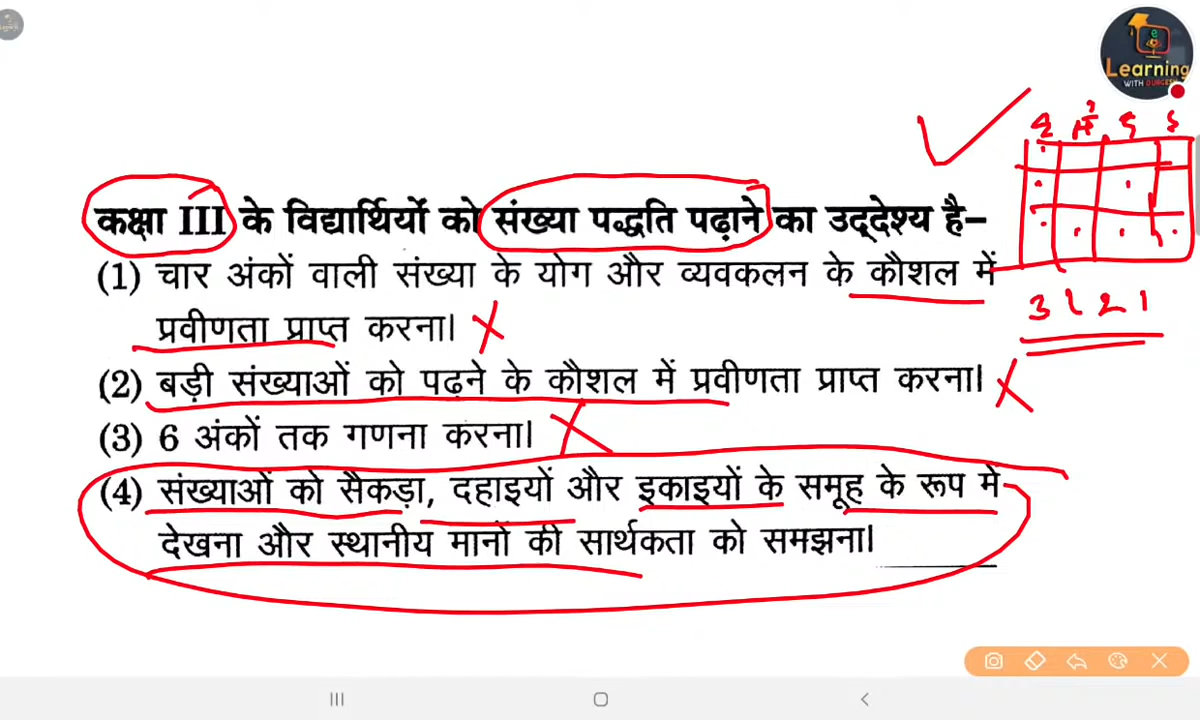 Learning
WITH DURGESH
कक्षा III के विद्यार्थियों को संख्या पद्धति पढ़ाने का उद्देश्य है–
(1) चार अंकों वाली संख्या के योग और व्यवकलन के कौशल में
प्रवीणता प्राप्त करना।
3121
(2) बड़ी संख्याओं को पढ़ने के कौशल में प्रवीणता प्राप्त करना।
(3) 6 अंकों तक गणना करना।
(4) संख्याओं को सैकड़ा, दहाइयों और इकाइयों के समूह के रूप में
देखना और स्थानीय मानों की सार्थकता को समझना।